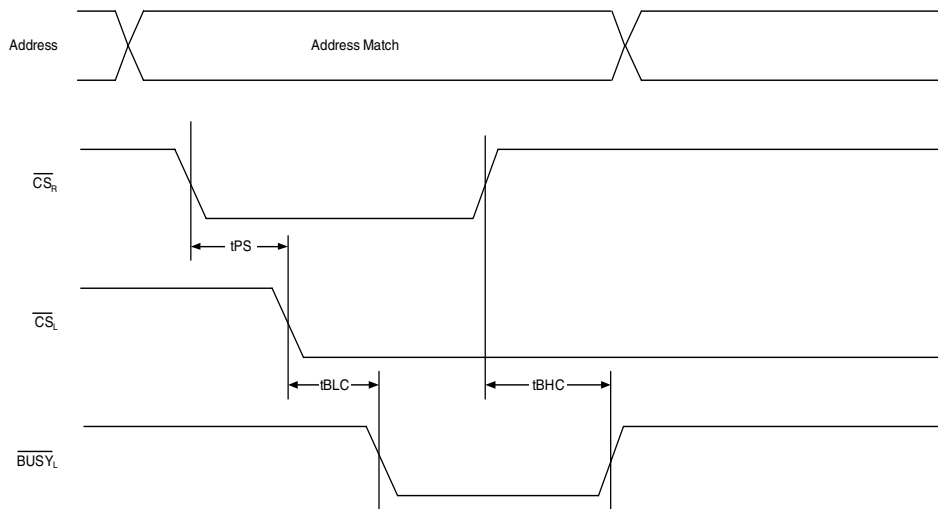 Address
Address Match
CS_R
tPS
CS_L
tBLC
tBHC
BUSY_L